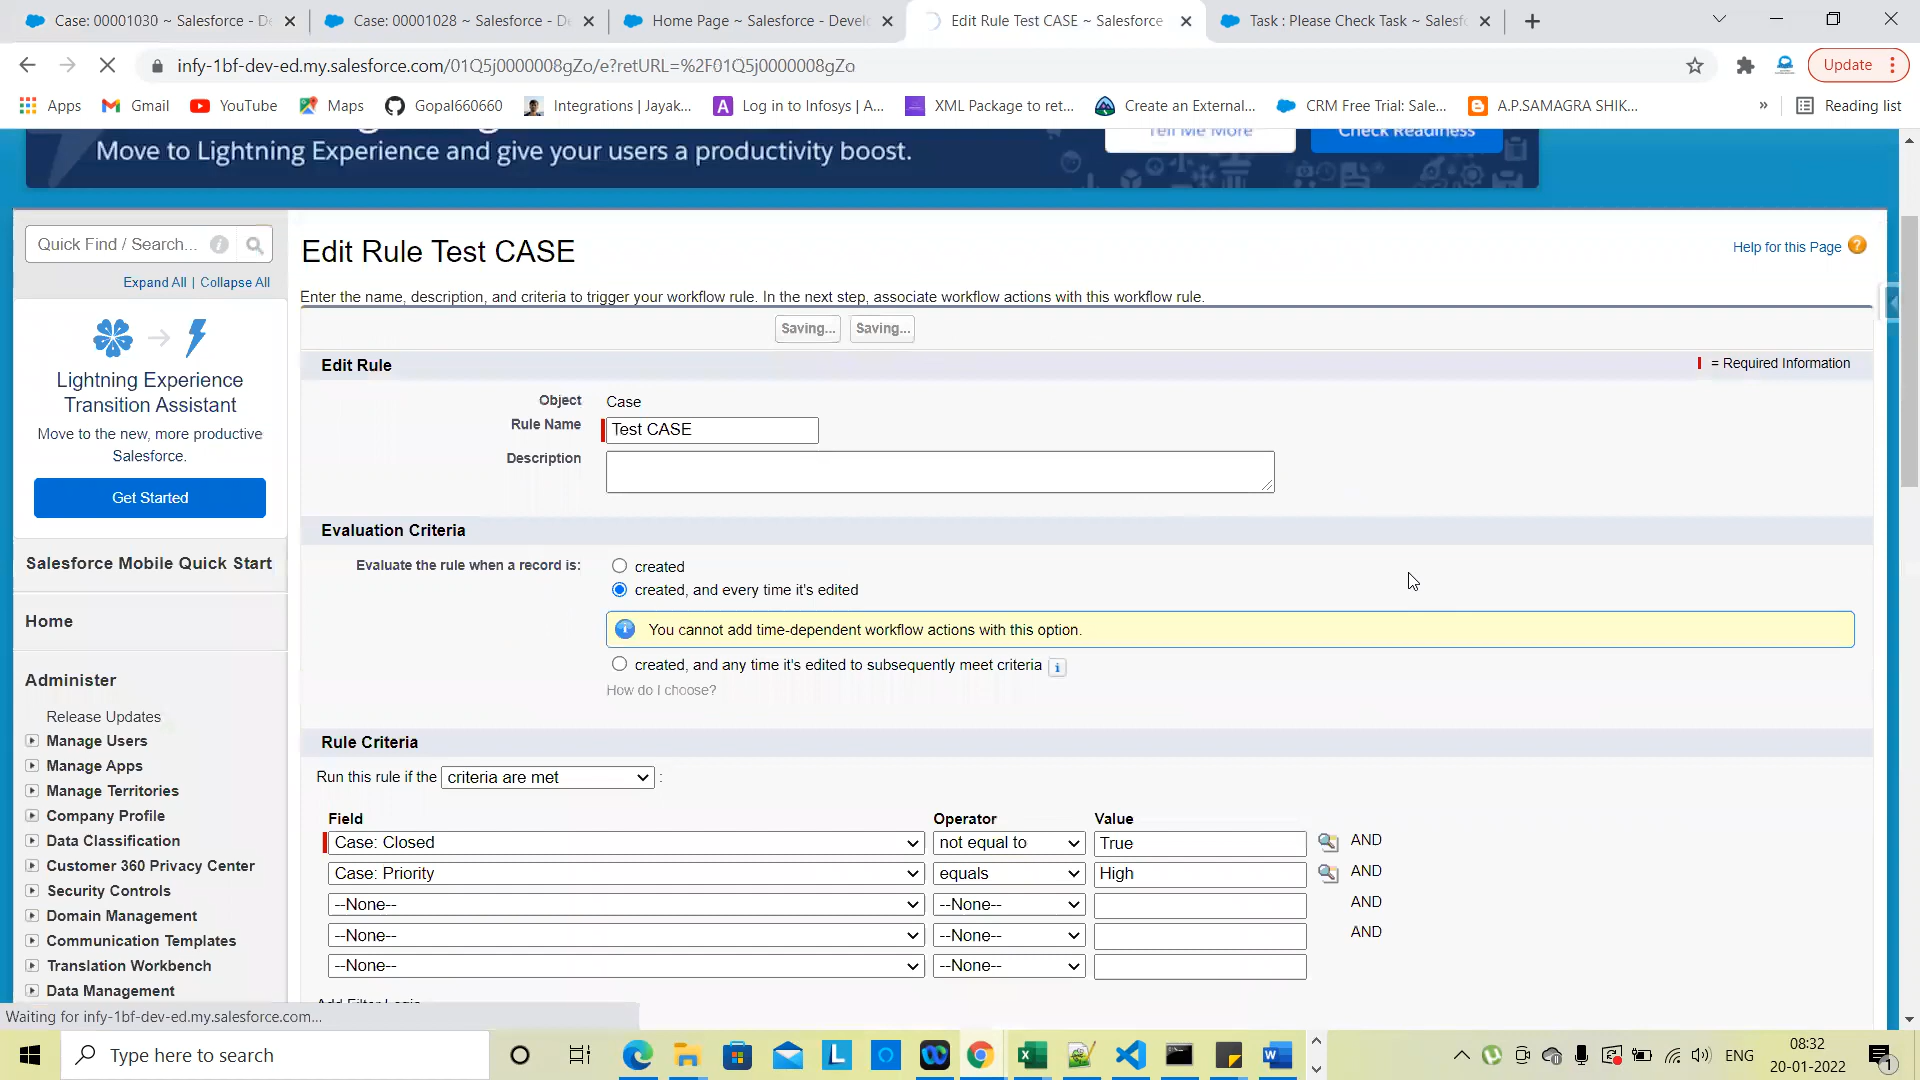 Case: 00001030 ~ Salesforce - De
Case: 00001028 ~ Salesforce - De
Home Page ~ Salesforce - Develo
Edit Rule Test CASE ~ Salesforce
Task : Please Check Task ~ Salesf
infy-1bf-dev-ed.my.salesforce.com/01Q5j0000008gZo/e?retURL=%2F01Q5j0000008gZo
Update
Apps
Gmail
YouTube
Maps
Gopal660060
Integrations | Jayak...
Log in to Infosys | A...
XML Package to ret...
Create an External...
CRM Free Trial: Sale...
A.P.SAMAGRA SHIK...
»
Reading list
Move to Lightning Experience and give your users a productivity boost.
Tell Me More
Check Readiness
Quick Find / Search...
Expand All | Collapse All
Lightning Experience
Transition Assistant
Move to the new, more productive
Salesforce.
Get Started
Salesforce Mobile Quick Start
Home
Administer
Release Updates
Manage Users
Manage Apps
Manage Territories
Company Profile
Data Classification
Customer 360 Privacy Center
Security Controls
Domain Management
Communication Templates
Translation Workbench
Data Management
Edit Rule Test CASE
Help for this Page
Enter the name, description, and criteria to trigger your workflow rule. In the next step, associate workflow actions with this workflow rule.
Saving... Saving...
Edit Rule
= Required Information
Object Case
Rule Name Test CASE
Description
Evaluation Criteria
Evaluate the rule when a record is: created
created, and every time it's edited
You cannot add time-dependent workflow actions with this option.
created, and any time it's edited to subsequently meet criteria
How do I choose?
Rule Criteria
Run this rule if the criteria are met :
Field Operator Value
Case: Closed not equal to True AND
Case: Priority equals High AND
--None-- --None-- AND
--None-- --None-- AND
--None-- --None--
Add Filter Logic
Waiting for infy-1bf-dev-ed.my.salesforce.com...
Type here to search
ENG
08:32
20-01-2022
1